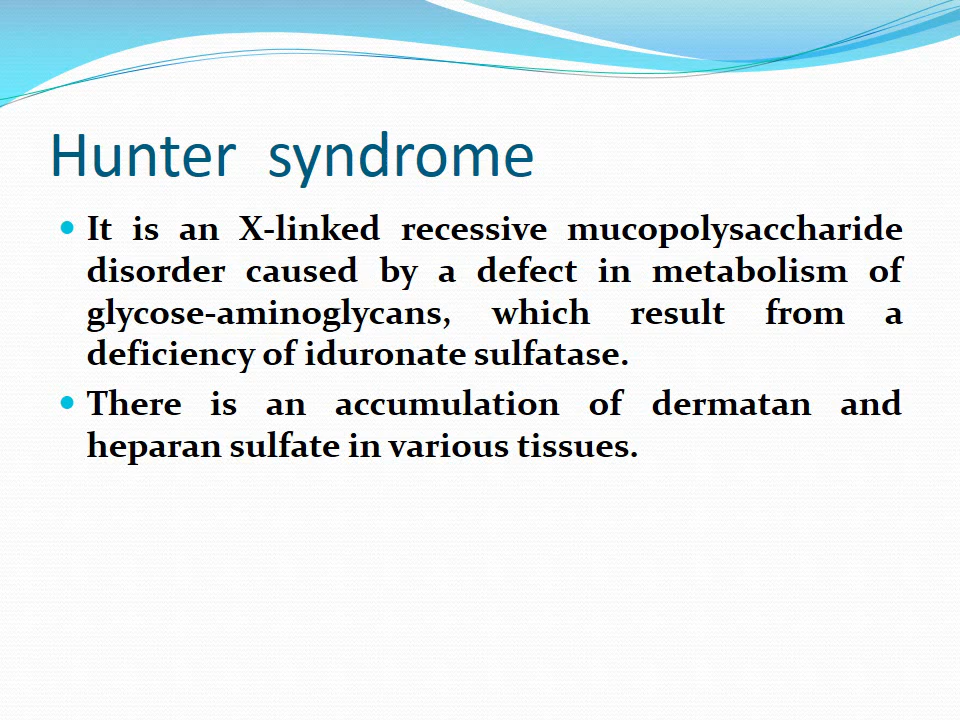 Hunter syndrome
It is an X-linked recessive mucopolysaccharide
disorder caused by a defect in metabolism of
glycose-aminoglycans, which result from a
deficiency of iduronate sulfatase.
There is an accumulation of dermatan and
heparan sulfate in various tissues.